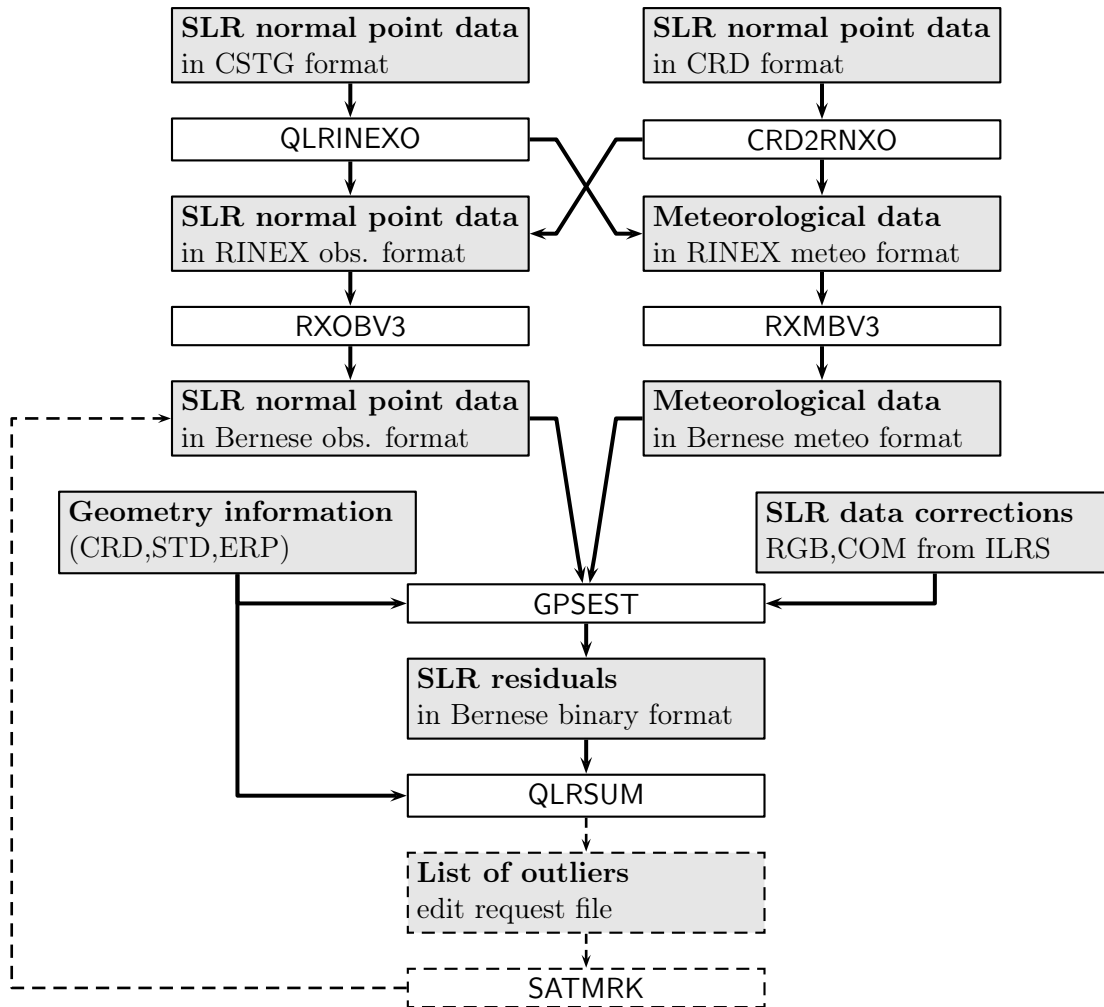 SLR normal point data
in CSTG format
SLR normal point data
in CRD format
QLRINEXO
CRD2RNXO
SLR normal point data
in RINEX obs. format
Meteorological data
in RINEX meteo format
RXOBV3
RXMBV3
SLR normal point data
in Bernese obs. format
Meteorological data
in Bernese meteo format
Geometry information
(CRD,STD,ERP)
SLR data corrections
RGB,COM from ILRS
GPSEST
SLR residuals
in Bernese binary format
QLRSUM
List of outliers
edit request file
SATMRK